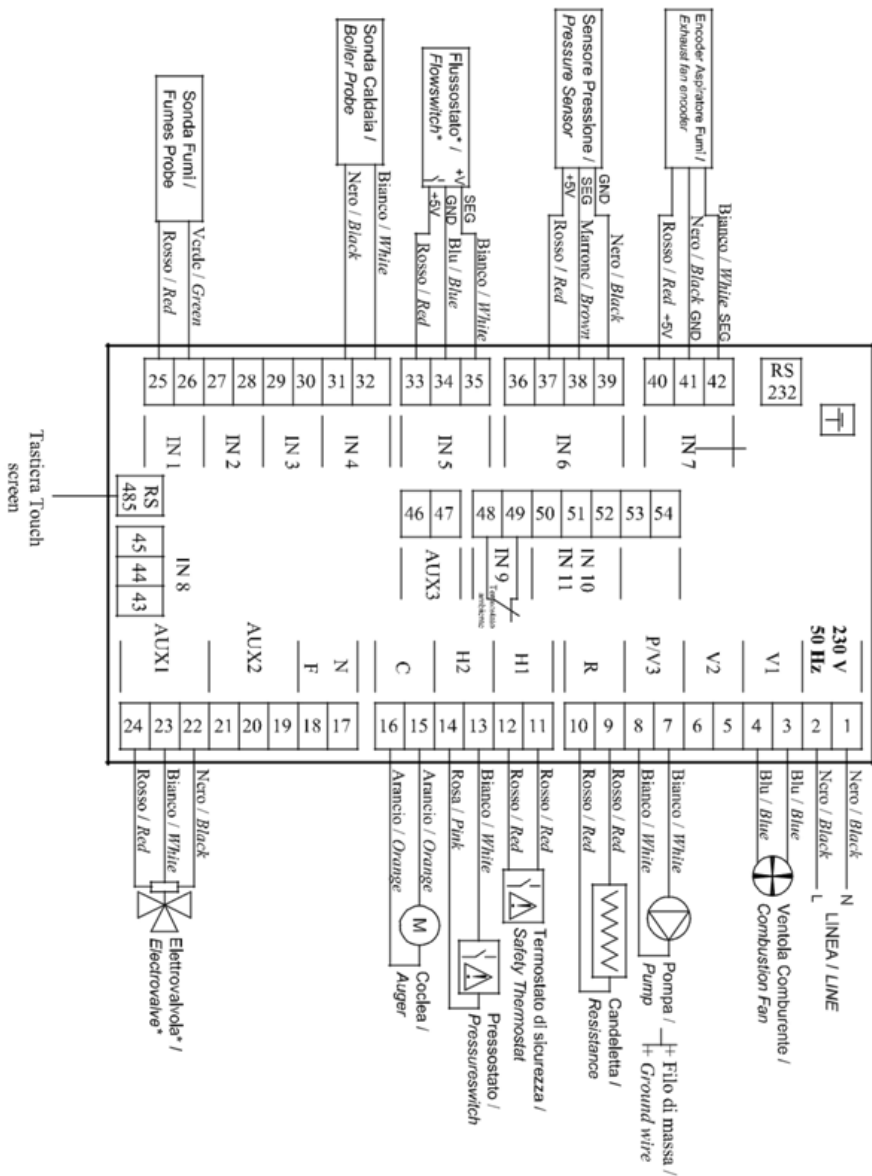 Encoder Aspiratore Fumi /
Exhaust fan encoder
Bianco / White SEG
Nero / Black GND
Rosso / Red +5V
Sensore Pressione /
Pressure Sensor
GND
SEG
+5V
Nero / Black
Marrone / Brown
Rosso / Red
Flussostato* /
Flowswitch*
+V
SEG
GND
+5V
Bianco / White
Blu / Blue
Rosso / Red
Sonda Caldaia /
Boiler Probe
Bianco / White
Nero / Black
Sonda Fumi /
Fumes Probe
Verde / Green
Rosso / Red
25 26 27 28 29 30 31 32
33 34 35
36 37 38 39
40 41 42
RS
232
IN 1
IN 2
IN 3
IN 4
IN 5
IN 6
IN 7
RS
485
Tastiera Touch
screen
45 44 43
IN 8
46 47
48 49 50 51 52 53 54
AUX3
IN 9
Termostato
ambiente
IN 10
IN 11
AUX1
AUX2
F
N
C
H2
H1
R
P/V3
V2
V1
230 V
50 Hz
24 23 22 21 20 19 18 17
16 15 14 13 12 11
10 9 8 7 6 5 4 3 2 1
Nero / Black
Nero / Black
N
L
LINEA / LINE
Blu / Blue
Blu / Blue
Ventola Comburente /
Combustion Fan
Bianco / White
Bianco / White
Pompa /
Pump
Filo di massa /
Ground wire
Rosso / Red
Rosso / Red
Candeletta /
Resistance
Rosso / Red
Rosso / Red
Termostato di sicurezza /
Safety Thermostat
Bianco / White
Rosa / Pink
Pressostato /
Pressureswitch
Arancio / Orange
Arancio / Orange
M
Coclea /
Auger
Nero / Black
Bianco / White
Rosso / Red
Elettrovalvola* /
Electrovalve*